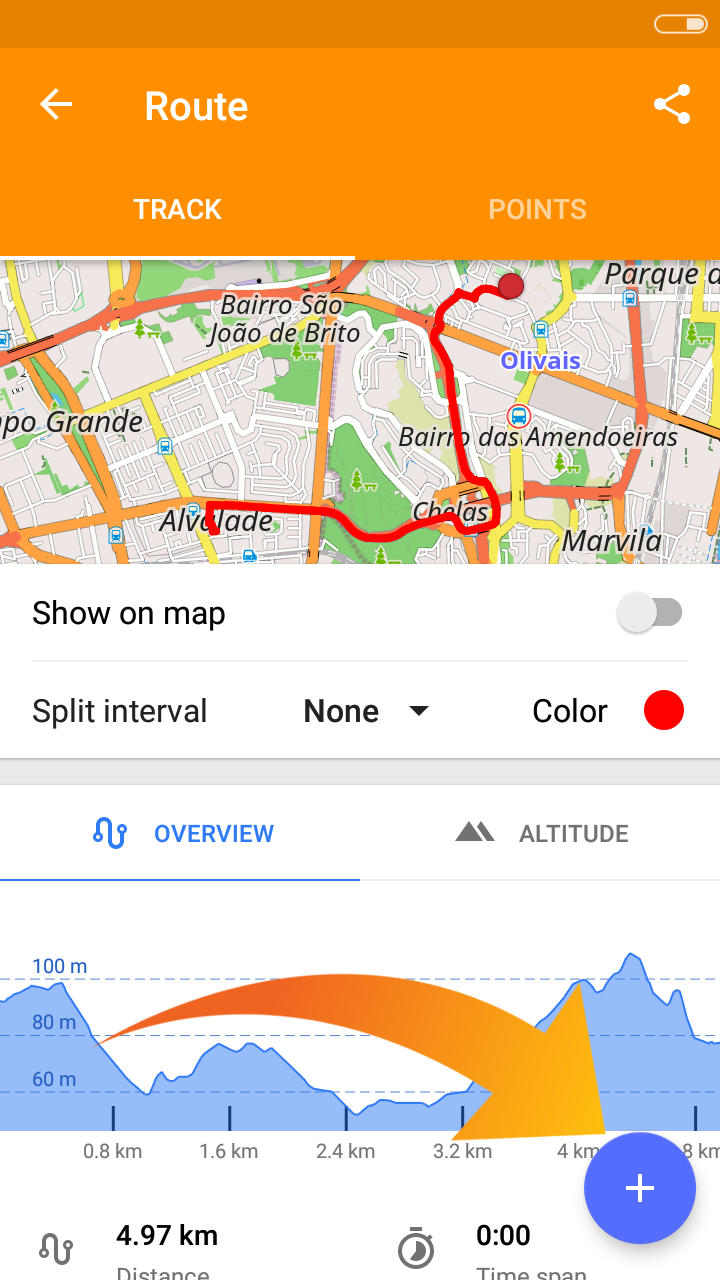 Route
TRACK POINTS
Parque d
Bairro São
João de Brito
Olivais
po Grande
Bairro das Amendoeiras
Chelas
Alvalade
Marvila
Show on map
Split interval None Color
OVERVIEW ALTITUDE
100 m
80 m
60 m
0.8 km 1.6 km 2.4 km 3.2 km 4 km 8 km
4.97 km 0:00
Distance Time span